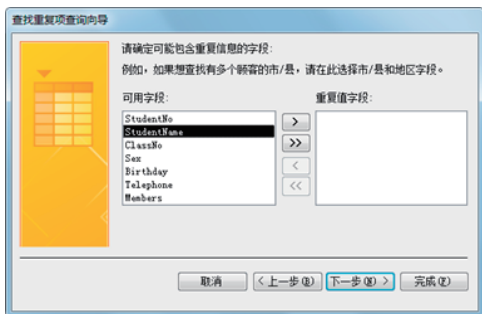 查找重复项查询向导
请确定可能包含重复信息的字段:
例如，如果想查找有多个顾客的市/县，请在此选择市/县和地区字段。
可用字段:
重复值字段:
StudentNo
StudentName
ClassNo
Sex
Birthday
Telephone
Members
>
>>
<
<<
取消
< 上一步(B)
下一步(N) >
完成(F)